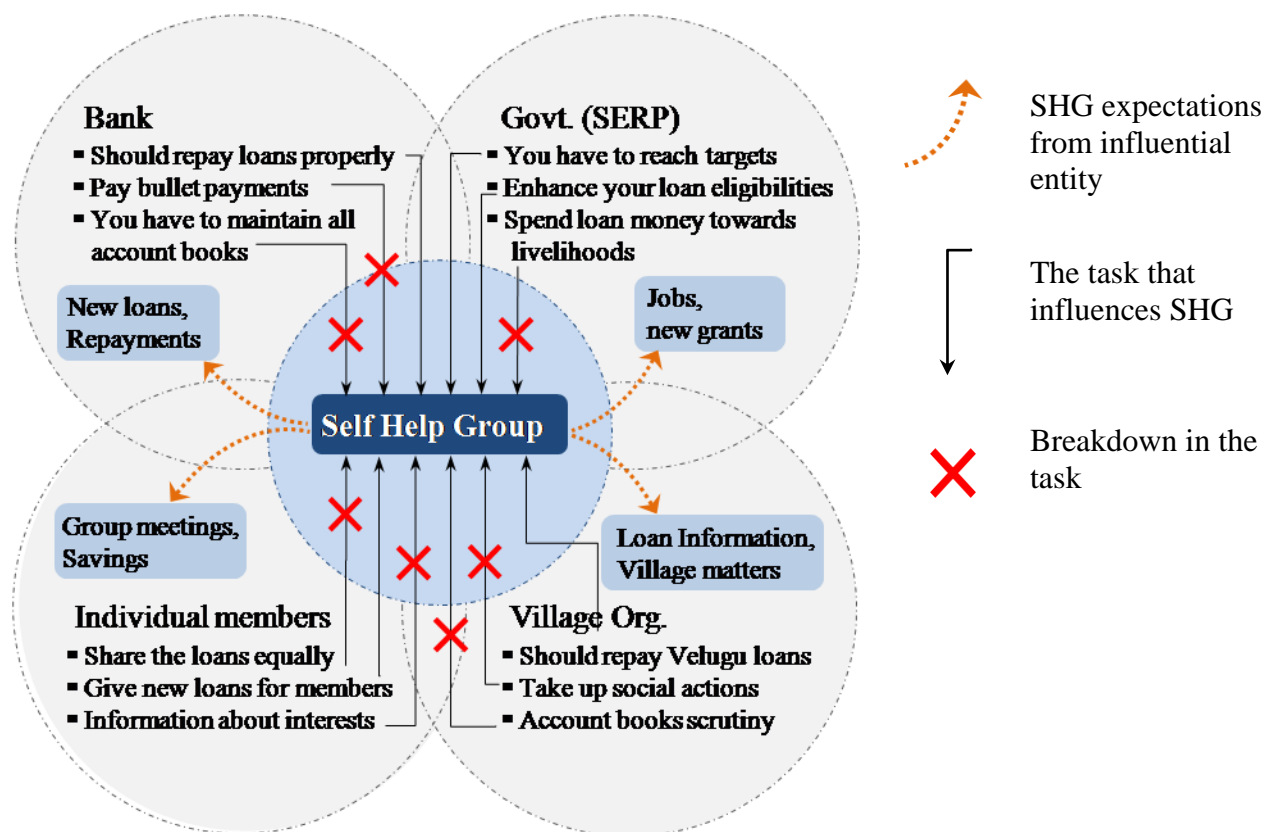 Bank
▪ Should repay loans properly
▪ Pay bullet payments
▪ You have to maintain all
account books
Govt. (SERP)
▪ You have to reach targets
▪ Enhance your loan eligibilities
▪ Spend loan money towards
livelihoods
New loans,
Repayments
Jobs,
new grants
Self Help Group
Group meetings,
Savings
Loan Information,
Village matters
Individual members
▪ Share the loans equally
▪ Give new loans for members
▪ Information about interests
Village Org.
▪ Should repay Velugu loans
▪ Take up social actions
▪ Account books scrutiny
SHG expectations
from influential
entity
The task that
influences SHG
Breakdown in the
task